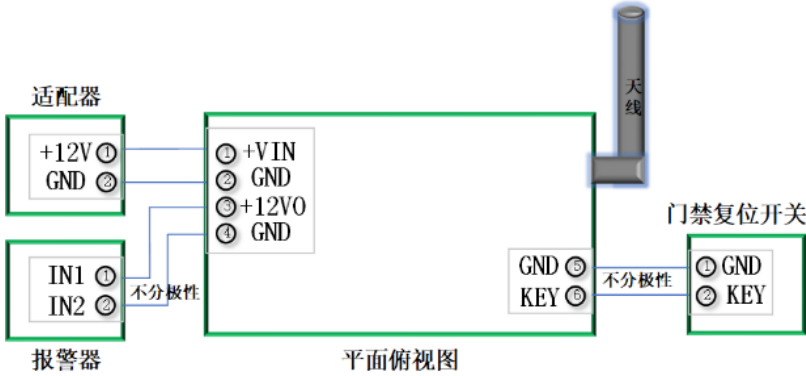 适配器
+12V ①
GND ②
报警器
IN1 ①
IN2 ②
不分极性
① +VIN
② GND
③ +12VO
④ GND
平面俯视图
天线
GND ⑤
KEY ⑥
不分极性
门禁复位开关
① GND
② KEY